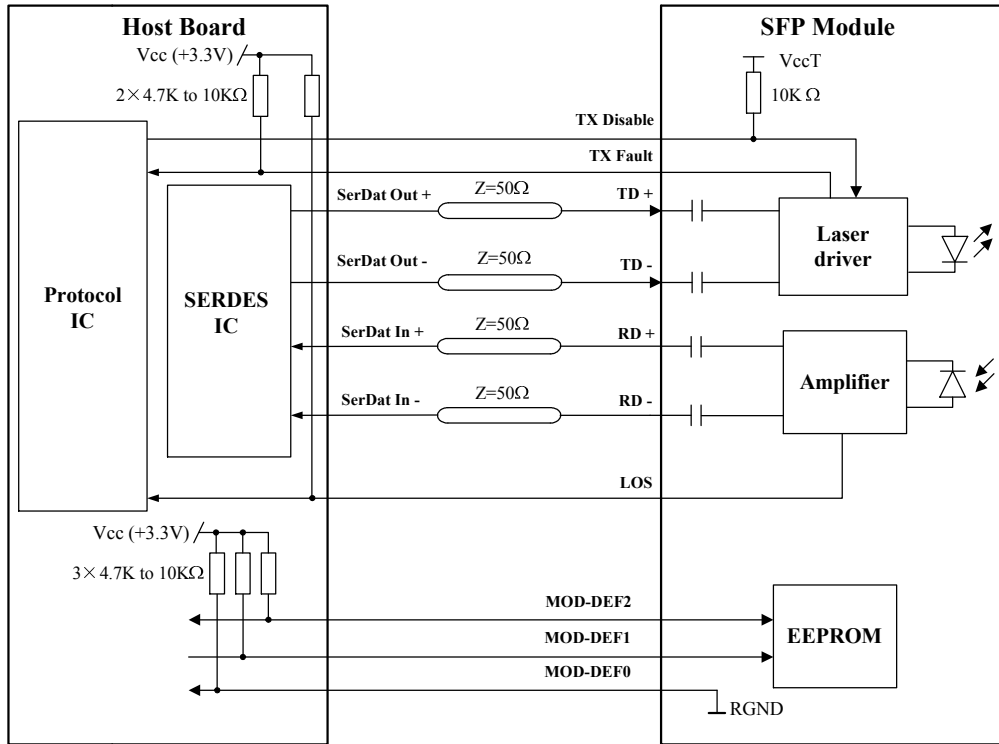 Host Board
SFP Module
Vcc (+3.3V)
VccT
2×4.7K to 10KΩ
10K Ω
TX Disable
TX Fault
SerDat Out +
Z=50Ω
TD +
Laser
driver
SerDat Out -
Z=50Ω
TD -
Protocol
IC
SERDES
IC
SerDat In +
Z=50Ω
RD +
Amplifier
SerDat In -
Z=50Ω
RD -
LOS
Vcc (+3.3V)
3×4.7K to 10KΩ
MOD-DEF2
EEPROM
MOD-DEF1
MOD-DEF0
RGND